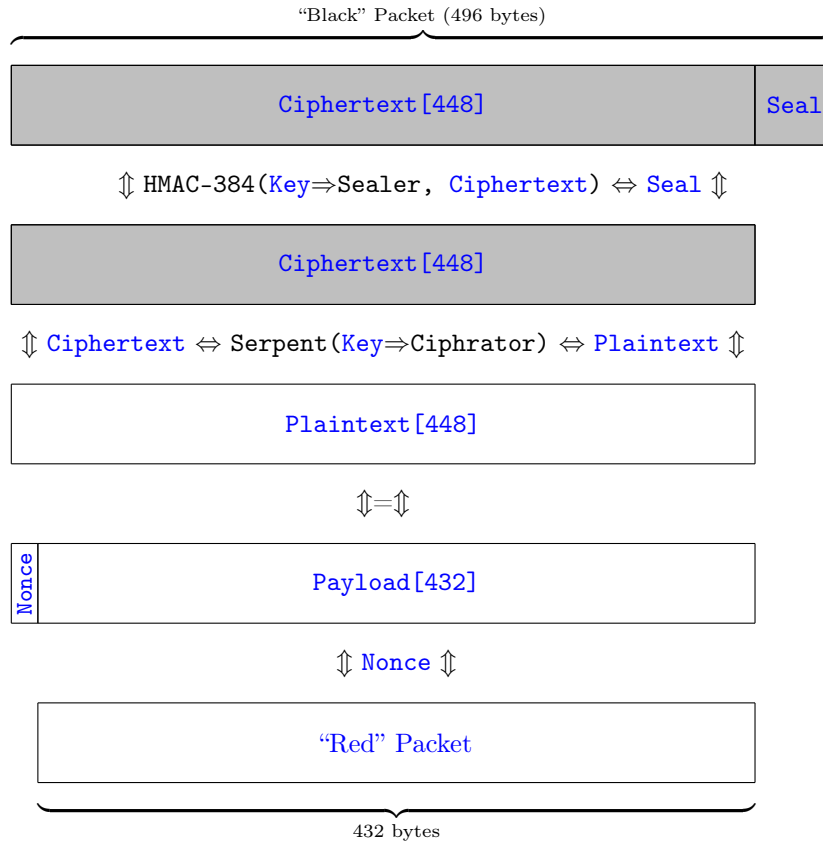 “Black” Packet (496 bytes)
Ciphertext[448] Seal
⇕ HMAC-384(Key⇒Sealer, Ciphertext) ⇔ Seal ⇕
Ciphertext[448]
⇕ Ciphertext ⇔ Serpent(Key⇒Ciphrator) ⇔ Plaintext ⇕
Plaintext[448]
⇕=⇕
Nonce Payload[432]
⇕ Nonce ⇕
“Red” Packet
432 bytes